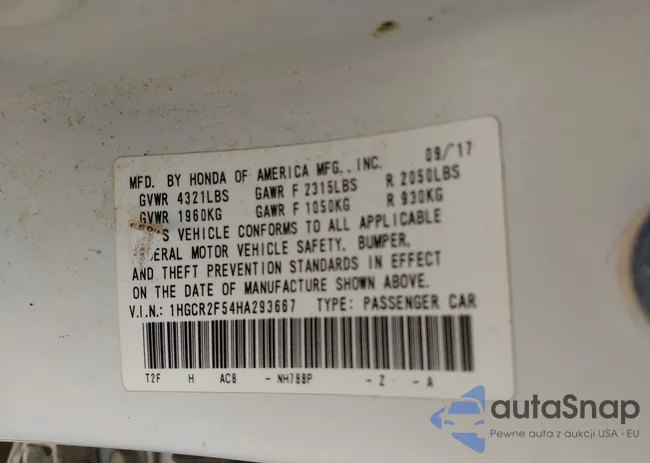 MFD. BY HONDA OF AMERICA MFG., INC. 09/'17
GVWR 4321LBS GAWR F 2315LBS R 2050LBS
GVWR 1960KG GAWR F 1050KG R 930KG
VEHICLE CONFORMS TO ALL APPLICABLE
MOTOR VEHICLE SAFETY, BUMPER,
AND THEFT PREVENTION STANDARDS IN EFFECT
ON THE DATE OF MANUFACTURE SHOWN ABOVE.
V.I.N.: 1HGCR2F54HA293667 TYPE: PASSENGER CAR
T2F H AC8 - NH788P - Z - A
autaSnap
Pewne auta z aukcji USA · EU